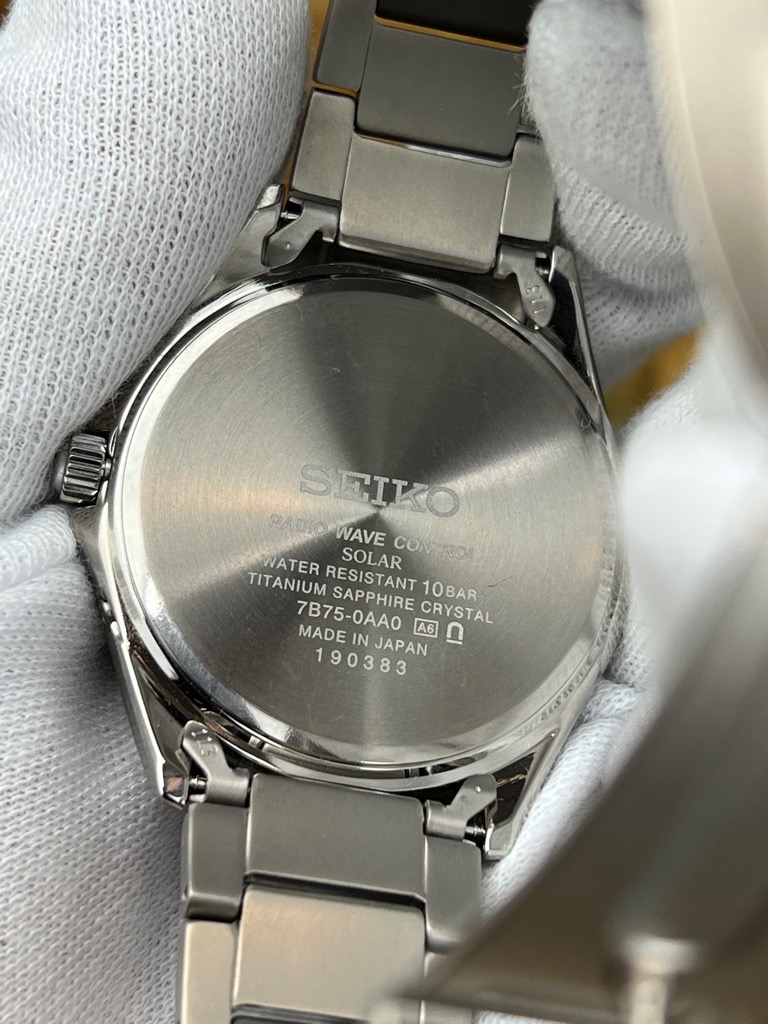 SEIKO
RADIO WAVE CONTROL
SOLAR
WATER RESISTANT 10BAR
TITANIUM SAPPHIRE CRYSTAL
7B75-0AA0 A6
MADE IN JAPAN
190383